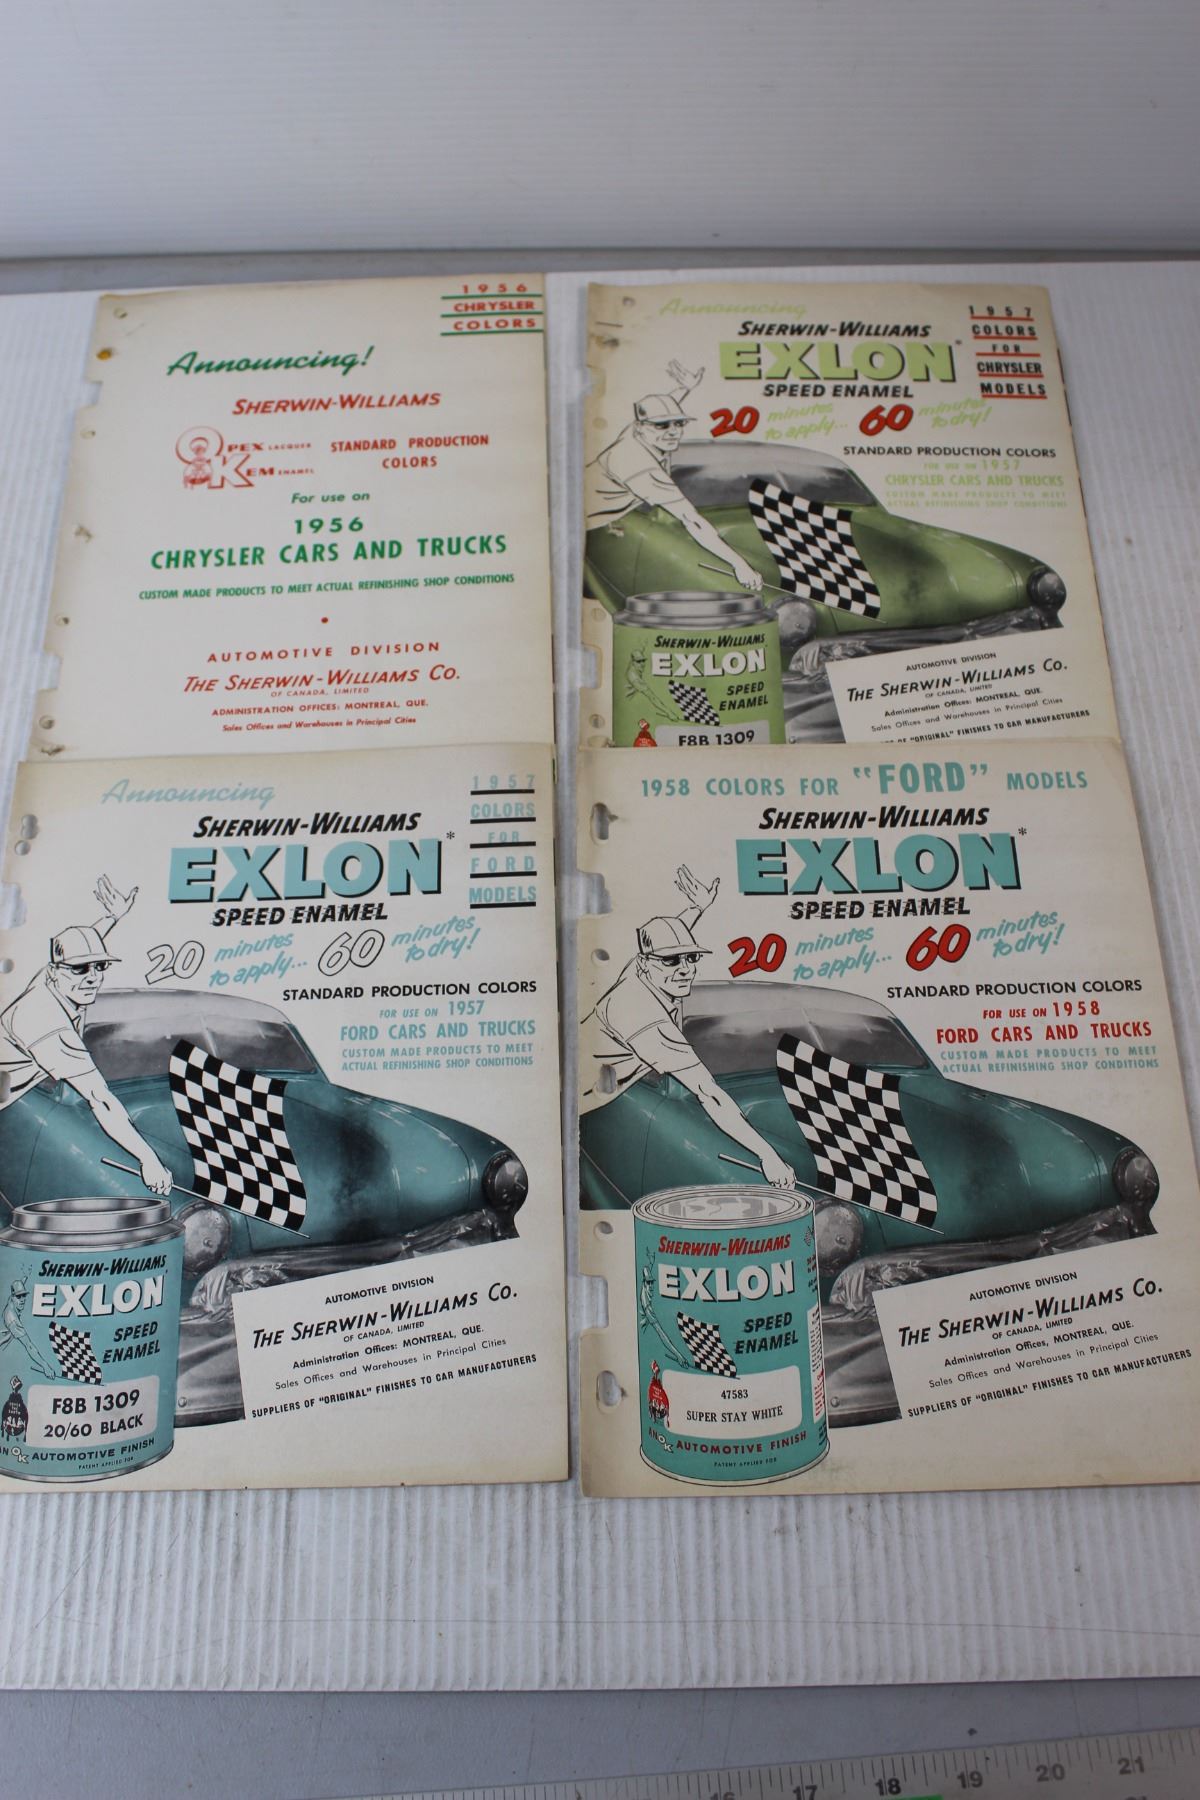 1956
CHRYSLER
COLORS
Announcing!
SHERWIN-WILLIAMS
OPEX LACQUER
KEM ENAMEL
STANDARD PRODUCTION
COLORS
For use on
1956
CHRYSLER CARS AND TRUCKS
CUSTOM MADE PRODUCTS TO MEET ACTUAL REFINISHING SHOP CONDITIONS
AUTOMOTIVE DIVISION
THE SHERWIN-WILLIAMS CO.
OF CANADA, LIMITED
ADMINISTRATION OFFICES: MONTREAL, QUE.
Sales Offices and Warehouses in Principal Cities
Announcing
SHERWIN-WILLIAMS
EXLON*
SPEED ENAMEL
1957
COLORS
FOR
CHRYSLER
MODELS
20 minutes to apply... 60 minutes to dry!
STANDARD PRODUCTION COLORS
FOR USE ON 1957
CHRYSLER CARS AND TRUCKS
CUSTOM MADE PRODUCTS TO MEET
ACTUAL REFINISHING SHOP CONDITIONS
SHERWIN-WILLIAMS
EXLON
SPEED
ENAMEL
F8B 1309
AUTOMOTIVE DIVISION
THE SHERWIN-WILLIAMS CO.
OF CANADA, LIMITED
Administration Offices: MONTREAL, QUE.
Sales Offices and Warehouses in Principal Cities
OF "ORIGINAL" FINISHES TO CAR MANUFACTURERS
Announcing
SHERWIN-WILLIAMS
EXLON*
SPEED ENAMEL
1957
COLORS
FOR
FORD
MODELS
20 minutes to apply... 60 minutes to dry!
STANDARD PRODUCTION COLORS
FOR USE ON 1957
FORD CARS AND TRUCKS
CUSTOM MADE PRODUCTS TO MEET
ACTUAL REFINISHING SHOP CONDITIONS
SHERWIN-WILLIAMS
EXLON
SPEED
ENAMEL
F8B 1309
20/60 BLACK
AN OK AUTOMOTIVE FINISH
PATENT APPLIED FOR
AUTOMOTIVE DIVISION
THE SHERWIN-WILLIAMS CO.
OF CANADA, LIMITED
Administration Offices: MONTREAL, QUE.
Sales Offices and Warehouses in Principal Cities
SUPPLIERS OF "ORIGINAL" FINISHES TO CAR MANUFACTURERS
1958 COLORS FOR "FORD" MODELS
SHERWIN-WILLIAMS
EXLON*
SPEED ENAMEL
20 minutes to apply... 60 minutes to dry!
STANDARD PRODUCTION COLORS
FOR USE ON 1958
FORD CARS AND TRUCKS
CUSTOM MADE PRODUCTS TO MEET
ACTUAL REFINISHING SHOP CONDITIONS
SHERWIN-WILLIAMS
EXLON
SPEED
ENAMEL
47583
SUPER STAY WHITE
AN OK AUTOMOTIVE FINISH
PATENT APPLIED FOR
AUTOMOTIVE DIVISION
THE SHERWIN-WILLIAMS CO.
OF CANADA, LIMITED
Administration Offices, MONTREAL, QUE.
Sales Offices and Warehouses in Principal Cities
SUPPLIERS OF "ORIGINAL" FINISHES TO CAR MANUFACTURERS
16 17 18 19 20 21